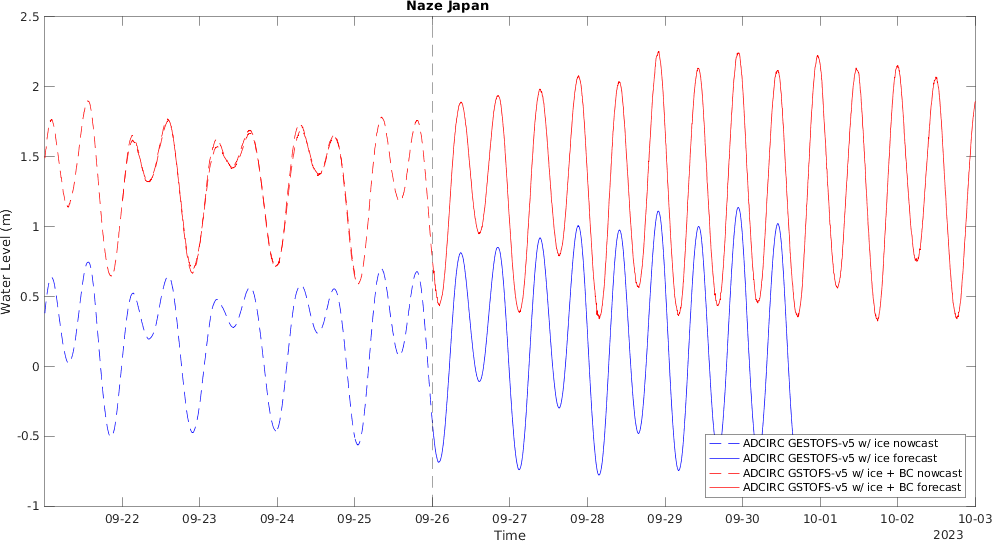 Naze Japan
2.5
2
1.5
1
0.5
0
-0.5
-1
Water Level (m)
ADCIRC GESTOFS-v5 w/ ice nowcast
ADCIRC GESTOFS-v5 w/ ice forecast
ADCIRC GSTOFS-v5 w/ ice + BC nowcast
ADCIRC GSTOFS-v5 w/ ice + BC forecast
09-22 09-23 09-24 09-25 09-26 09-27 09-28 09-29 09-30 10-01 10-02 10-03
Time
2023